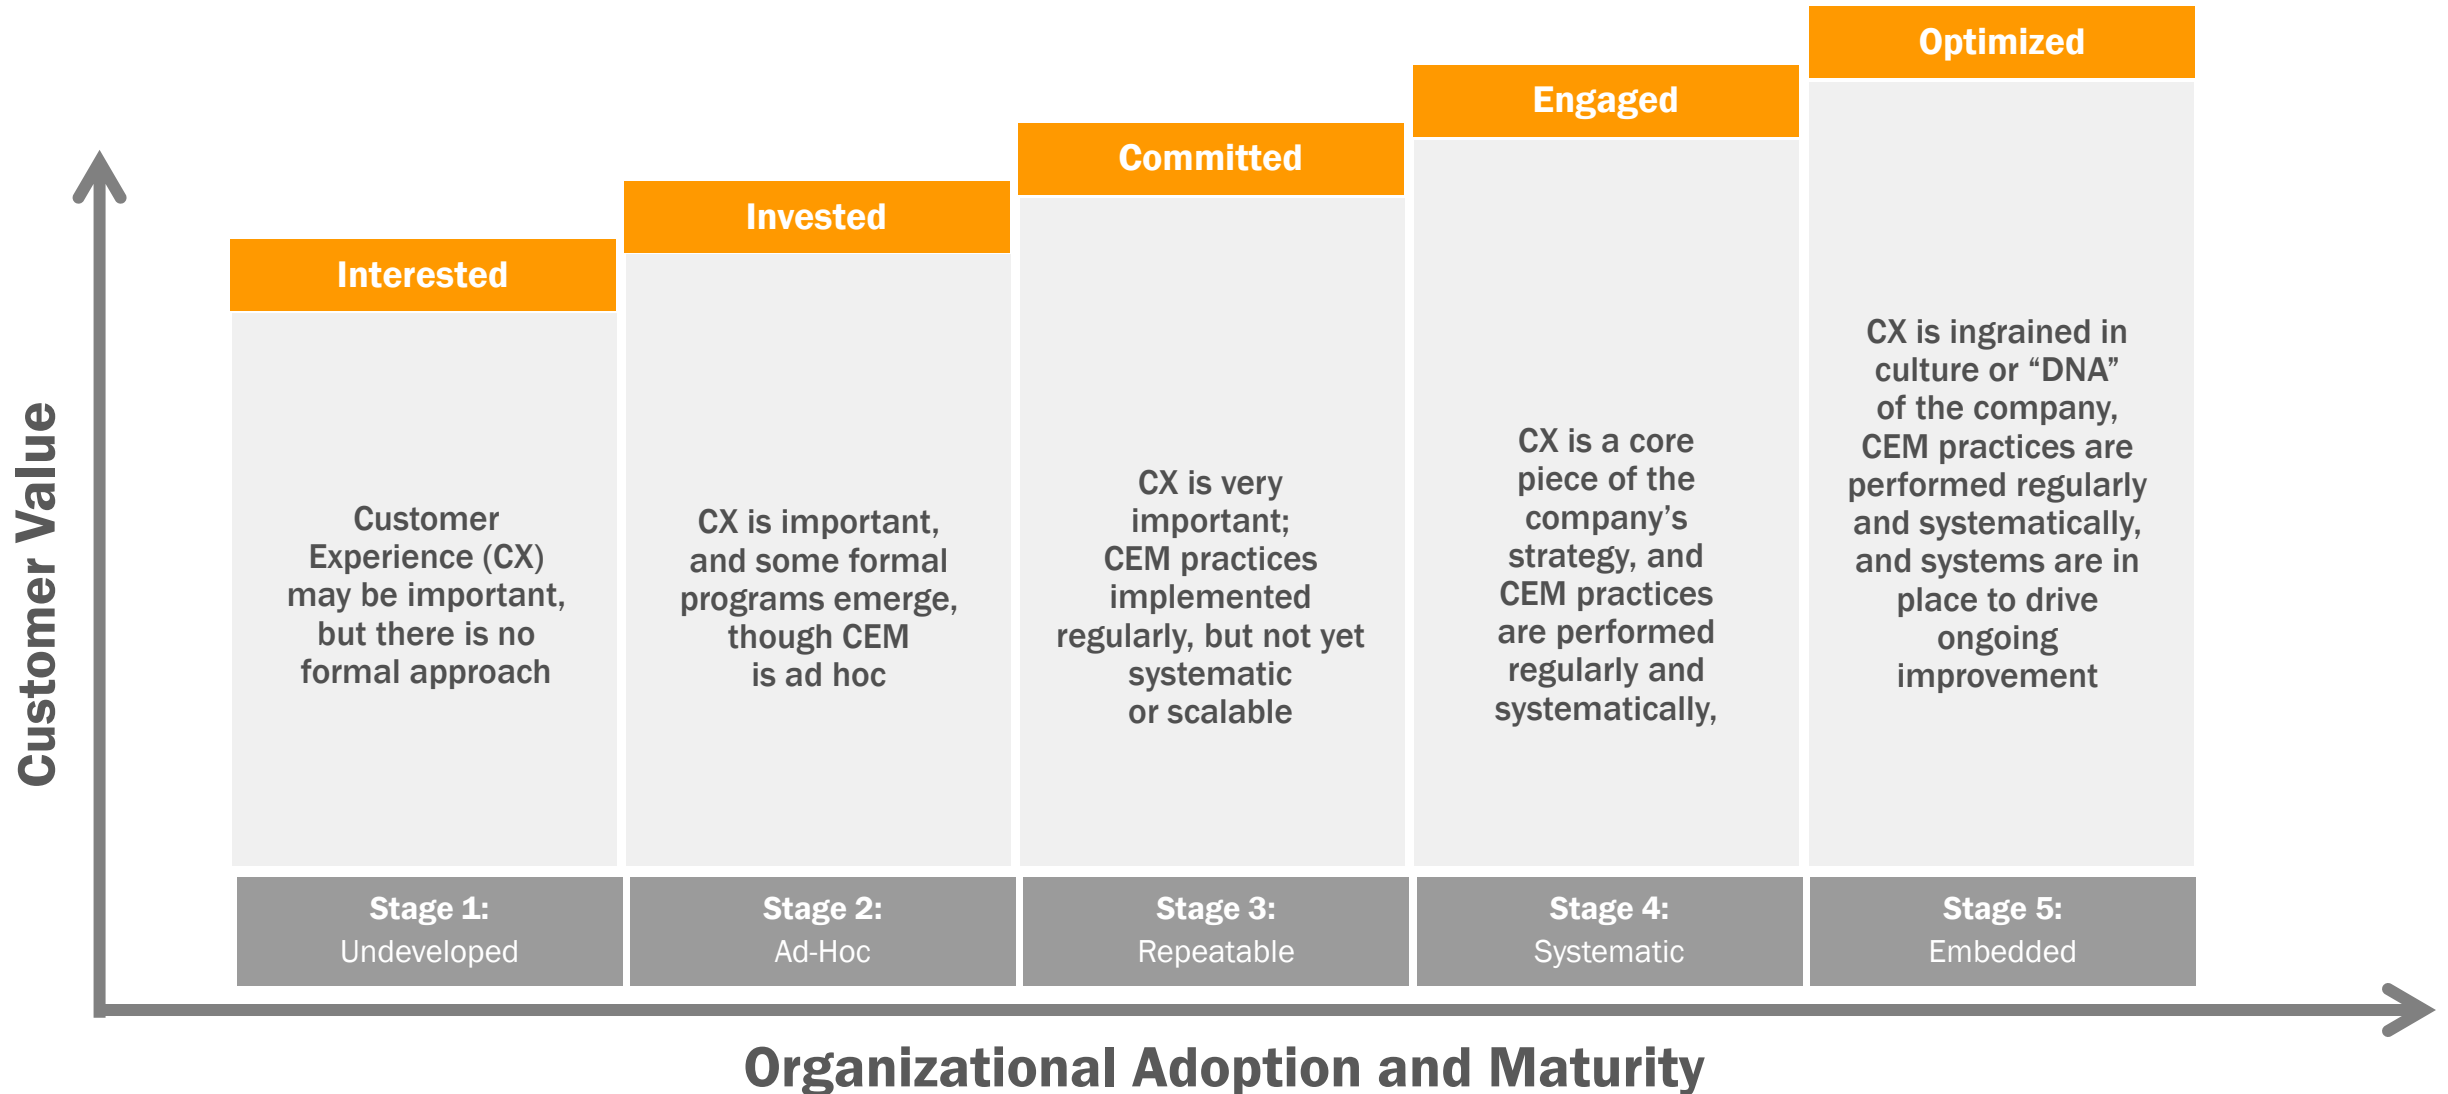 Customer Value
Interested
Customer
Experience (CX)
may be important,
but there is no
formal approach
Stage 1:
Undeveloped
Invested
CX is important,
and some formal
programs emerge,
though CEM
is ad hoc
Stage 2:
Ad-Hoc
Committed
CX is very
important;
CEM practices
implemented
regularly, but not yet
systematic
or scalable
Stage 3:
Repeatable
Engaged
CX is a core
piece of the
company’s
strategy, and
CEM practices
are performed
regularly and
systematically,
Stage 4:
Systematic
Optimized
CX is ingrained in
culture or “DNA”
of the company,
CEM practices are
performed regularly
and systematically,
and systems are in
place to drive
ongoing
improvement
Stage 5:
Embedded
Organizational Adoption and Maturity